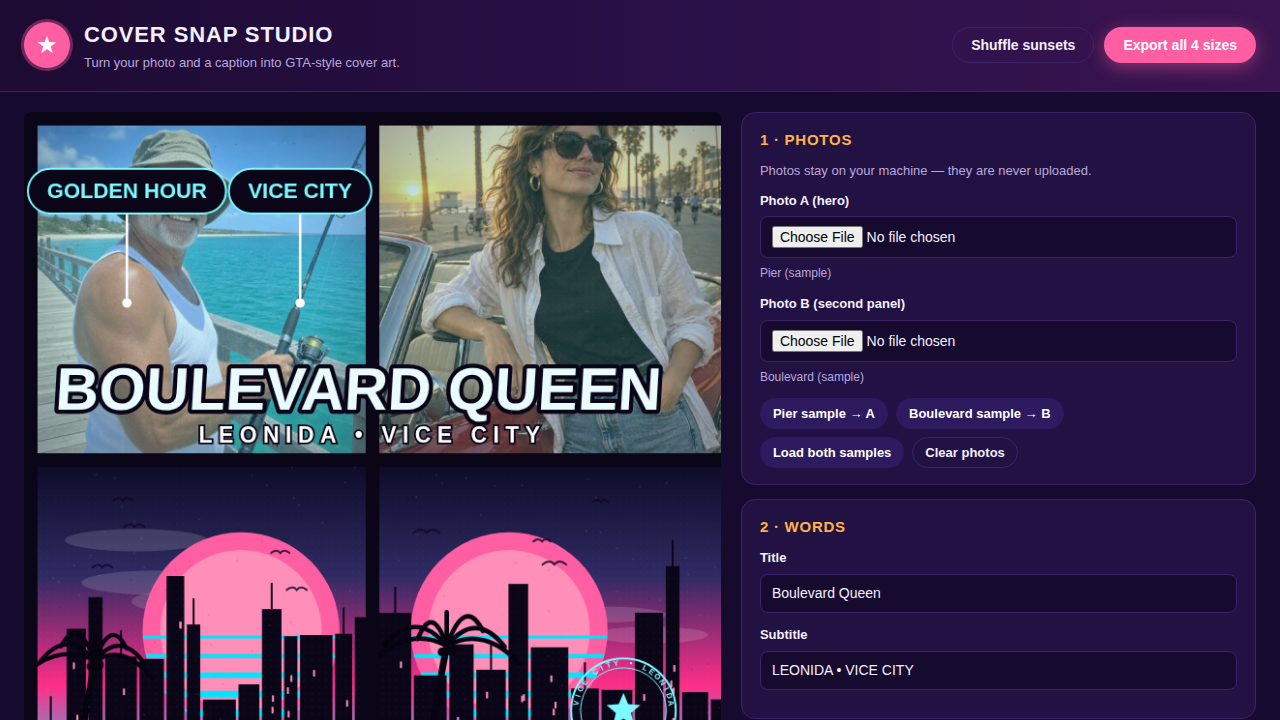 COVER SNAP STUDIO
Turn your photo and a caption into GTA-style cover art.
Shuffle sunsets
Export all 4 sizes
GOLDEN HOUR
VICE CITY
BOULEVARD QUEEN
LEONIDA • VICE CITY
VICE CITY • LEONIDA •
1 · PHOTOS
Photos stay on your machine — they are never uploaded.
Photo A (hero)
Choose File No file chosen
Pier (sample)
Photo B (second panel)
Choose File No file chosen
Boulevard (sample)
Pier sample → A
Boulevard sample → B
Load both samples
Clear photos
2 · WORDS
Title
Boulevard Queen
Subtitle
LEONIDA • VICE CITY